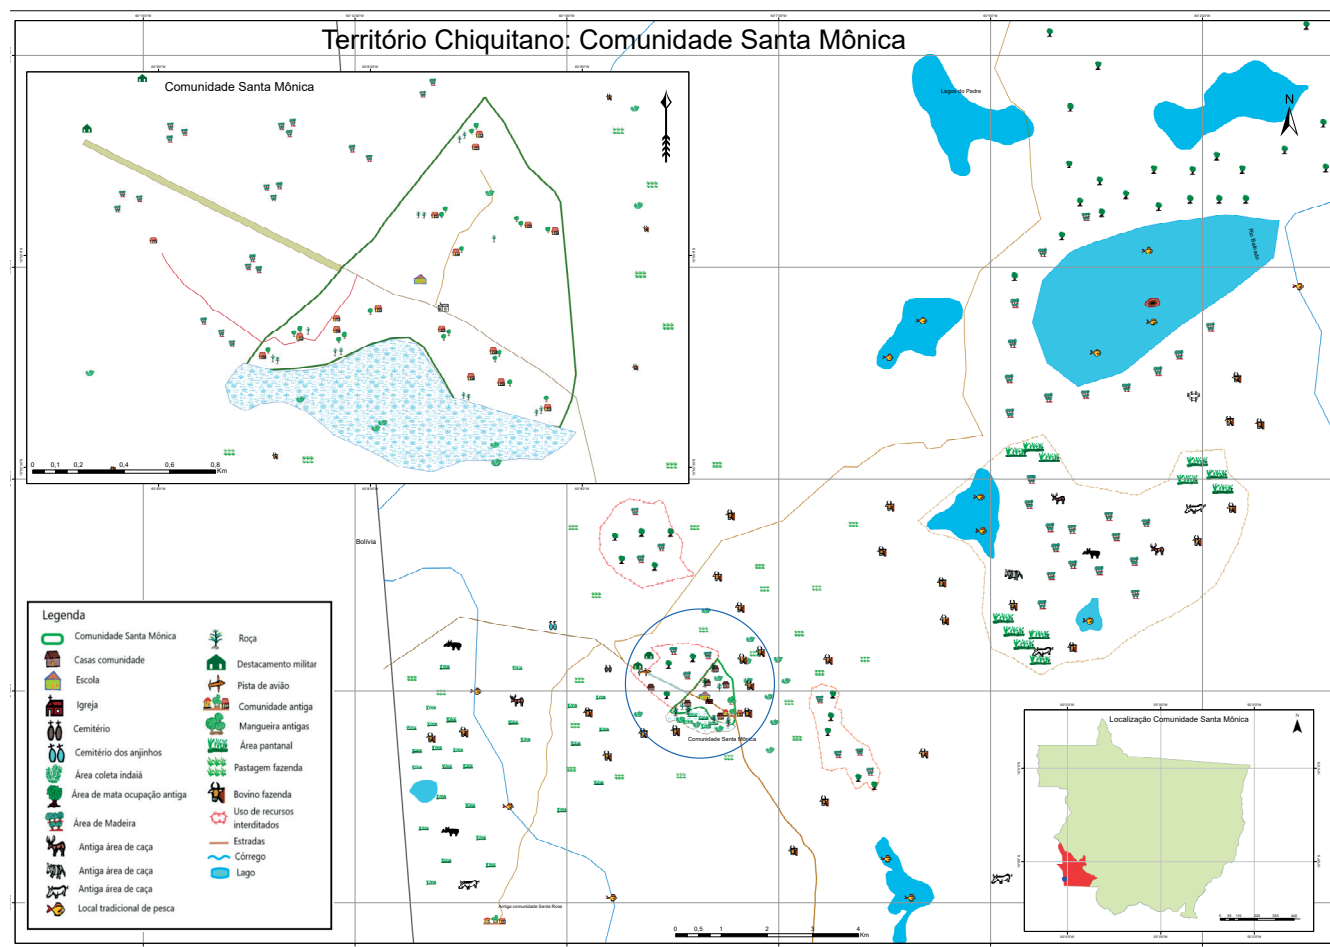 Território Chiquitano: Comunidade Santa Mônica
Comunidade Santa Mônica
0 0,1 0,2 0,4 0,6 0,8
Km
Lagoa do Padre
N
Rio Barbado
Bolívia
Comunidade Santa Mônica
Antiga comunidade Santa Rosa
0 0,5 1 2 3 4
Km
Legenda
Comunidade Santa Mônica
Casas comunidade
Escola
Igreja
Cemitério
Cemitério dos anjinhos
Área coleta indaiá
Área de mata ocupação antiga
Área de Madeira
Antiga área de caça
Antiga área de caça
Antiga área de caça
Local tradicional de pesca
Roça
Destacamento militar
Pista de avião
Comunidade antiga
Mangueira antigas
Área pantanal
Pastagem fazenda
Bovino fazenda
Uso de recursos
interditados
Estradas
Córrego
Lago
Localização Comunidade Santa Mônica
N